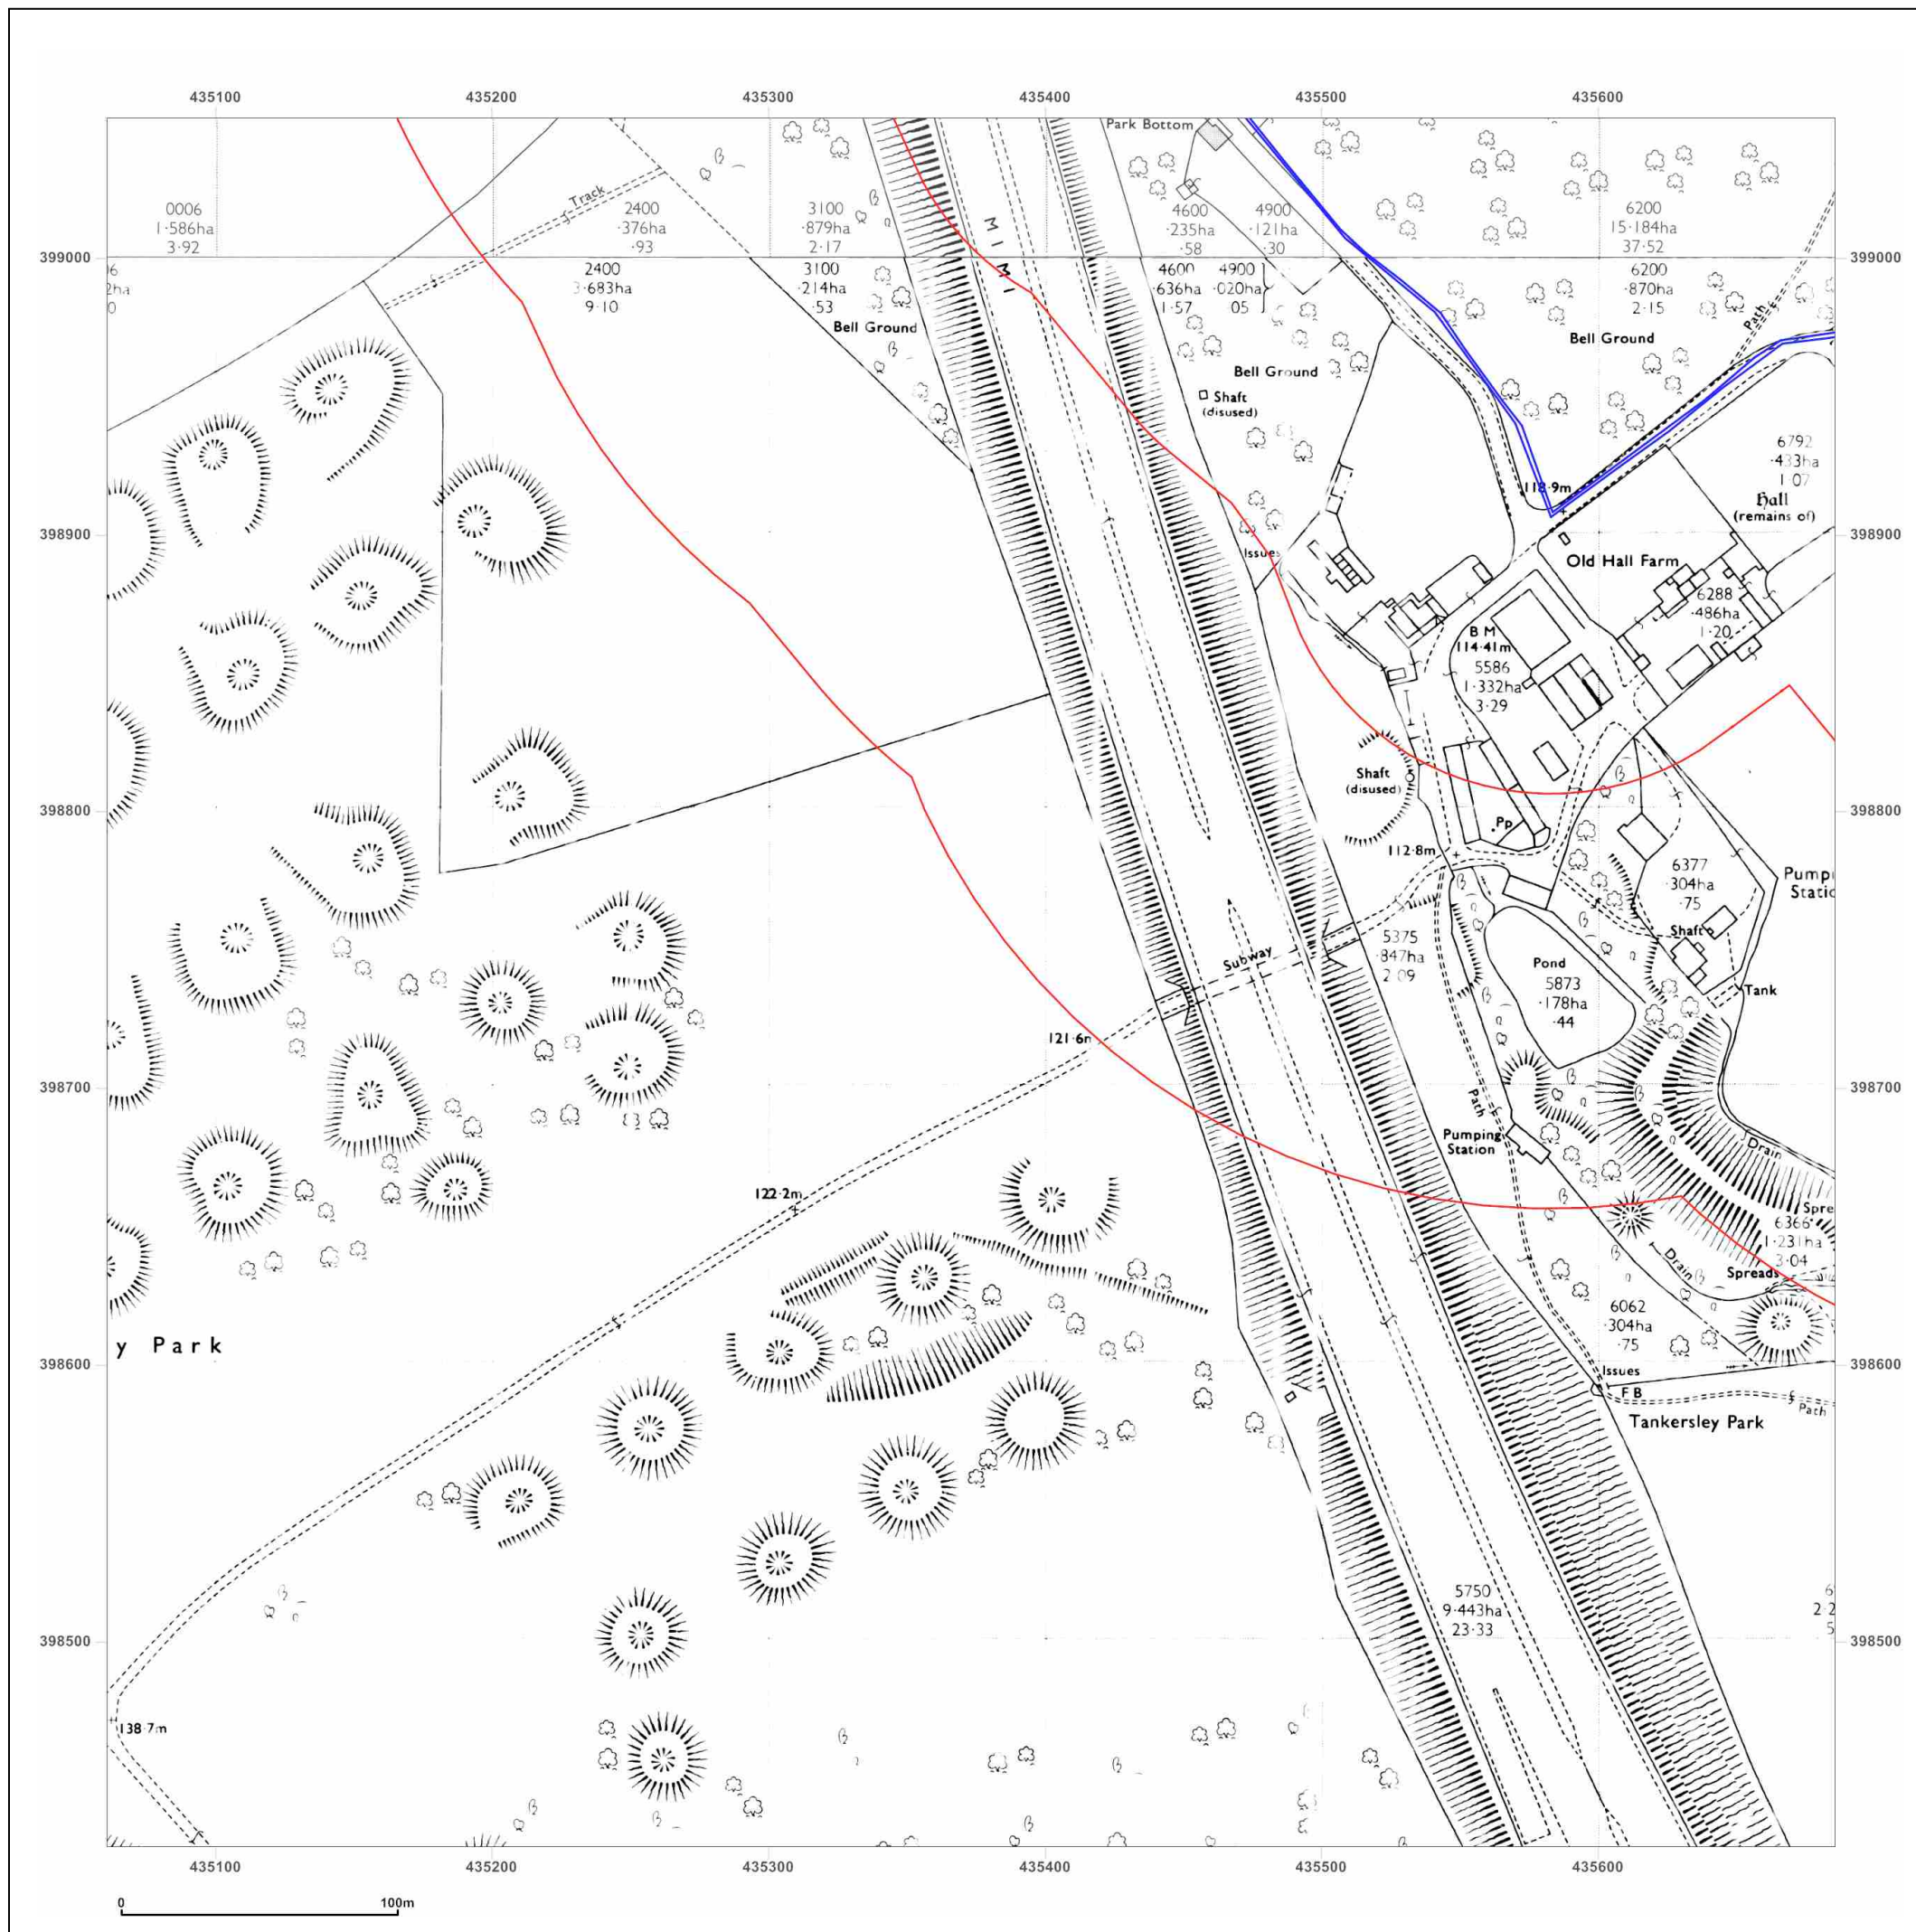 435100 435200 435300 435400 435500 435600
Park Bottom
Track
0006
1·586ha
3·92
2400
·376ha
·93
3100
·879ha
2·17
M I
4600
·235ha
·58
4900
·121ha
·30
6200
15·184ha
37·52
399000 399000
2400
3·683ha
9·10
3100
·214ha
·53
Bell Ground
M I
4600
·636ha
1·57
4900
·020ha
05
6200
·870ha
2·15
Path
Bell Ground
Bell Ground
Shaft
(disused)
6792
·433ha
1·07
118·9m
Hall
(remains of)
398900 398900
Issues
Old Hall Farm
6288
·486ha
1·20
B M
114·41m
5586
1·332ha
3·29
Shaft
(disused)
398800 398800
Pp
112·8m
6377
·304ha
·75
Shaft
5375
·847ha
2·09
Subway
Pond
5873
·178ha
·44
Tank
121·6m
398700 398700
Path
Pumping
Station
Drain
122·2m
6366
1·231ha
3·04
Drain
Spreads
6062
·304ha
·75
y Park
398600 398600
Issues
F B
Path
Tankersley Park
5750
9·443ha
23·33
398500 398500
138·7m
435100 435200 435300 435400 435500 435600
0 100m